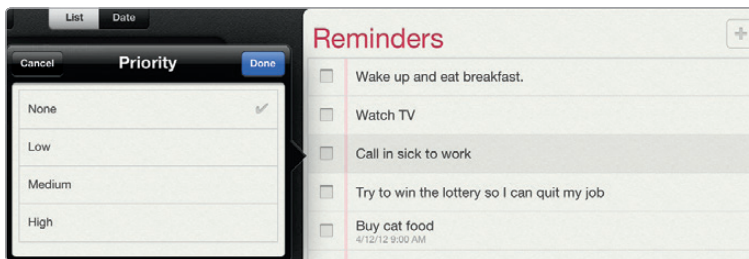 List Date
Reminders
Cancel Priority Done
Wake up and eat breakfast.
None
Watch TV
Low
Call in sick to work
Medium
Try to win the lottery so I can quit my job
High
Buy cat food
4/12/12 9:00 AM